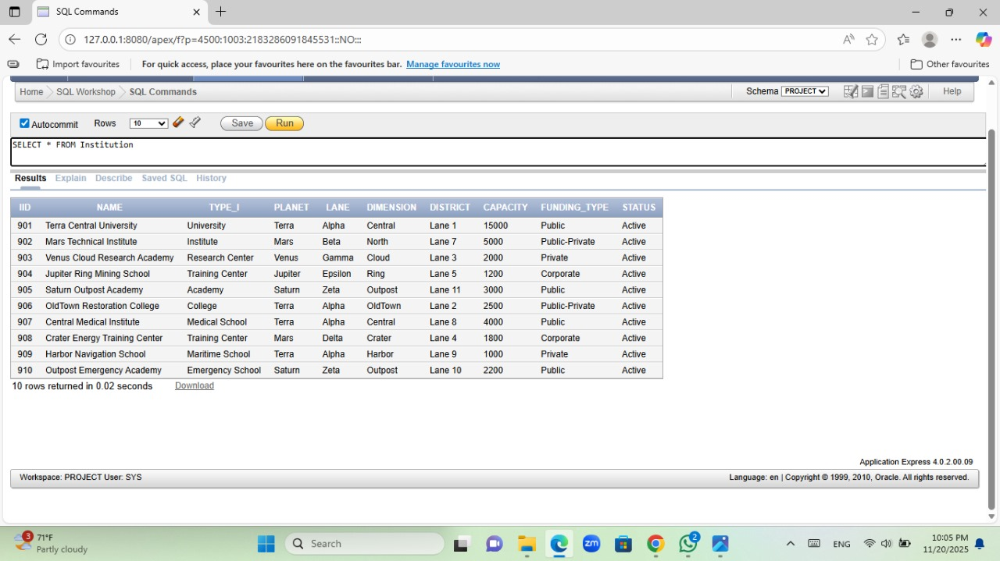 SQL Commands
127.0.0.1:8080/apex/f?p=4500:1003:2183286091845531::NO:::
Import favourites For quick access, place your favourites here on the favourites bar. Manage favourites now Other favourites
Home SQL Workshop SQL Commands Schema PROJECT Help
Autocommit Rows 10 Save Run
SELECT * FROM Institution
Results Explain Describe Saved SQL History
IID NAME TYPE_I PLANET LANE DIMENSION DISTRICT CAPACITY FUNDING_TYPE STATUS
901 Terra Central University University Terra Alpha Central Lane 1 15000 Public Active
902 Mars Technical Institute Institute Mars Beta North Lane 7 5000 Public-Private Active
903 Venus Cloud Research Academy Research Center Venus Gamma Cloud Lane 3 2000 Private Active
904 Jupiter Ring Mining School Training Center Jupiter Epsilon Ring Lane 5 1200 Corporate Active
905 Saturn Outpost Academy Academy Saturn Zeta Outpost Lane 11 3000 Public Active
906 OldTown Restoration College College Terra Alpha OldTown Lane 2 2500 Public-Private Active
907 Central Medical Institute Medical School Terra Alpha Central Lane 8 4000 Public Active
908 Crater Energy Training Center Training Center Mars Delta Crater Lane 4 1800 Corporate Active
909 Harbor Navigation School Maritime School Terra Alpha Harbor Lane 9 1000 Private Active
910 Outpost Emergency Academy Emergency School Saturn Zeta Outpost Lane 10 2200 Public Active
10 rows returned in 0.02 seconds Download
Application Express 4.0.2.00.09
Workspace: PROJECT User: SYS Language: en | Copyright © 1999, 2010, Oracle. All rights reserved.
3 71°F Search zm 2 ENG 10:05 PM
Partly cloudy 11/20/2025